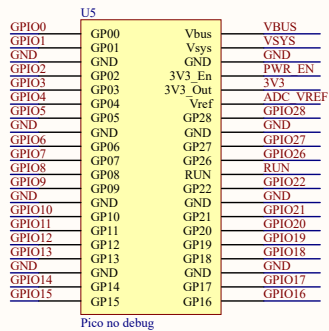 U5
GPIO0 GP00 Vbus VBUS
GPIO1 GP01 Vsys VSYS
GND GND GND GND
GPIO2 GP02 3V3_En PWR_EN
GPIO3 GP03 3V3_Out 3V3
GPIO4 GP04 Vref ADC_VREF
GPIO5 GP05 GP28 GPIO28
GND GND GND GND
GPIO6 GP06 GP27 GPIO27
GPIO7 GP07 GP26 GPIO26
GPIO8 GP08 RUN RUN
GPIO9 GP09 GP22 GPIO22
GND GND GND GND
GPIO10 GP10 GP21 GPIO21
GPIO11 GP11 GP20 GPIO20
GPIO12 GP12 GP19 GPIO19
GPIO13 GP13 GP18 GPIO18
GND GND GND GND
GPIO14 GP14 GP17 GPIO17
GPIO15 GP15 GP16 GPIO16
Pico no debug